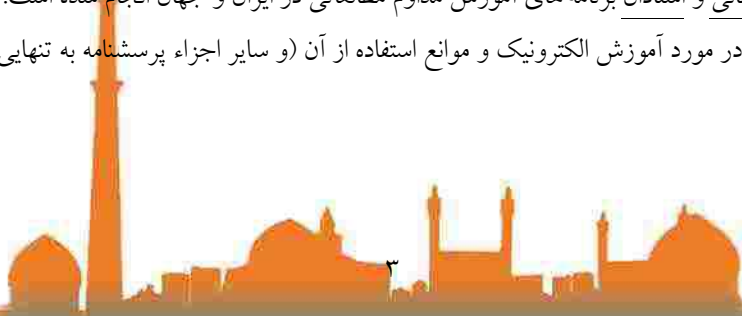 و استادان برنامه های آموزش مداوم مطالعاتی در ایران و جهان انجام شده است.
در مورد آموزش الکترونیک و موانع استفاده از آن (و سایر اجزاء پرسشنامه به تنهایی
۳